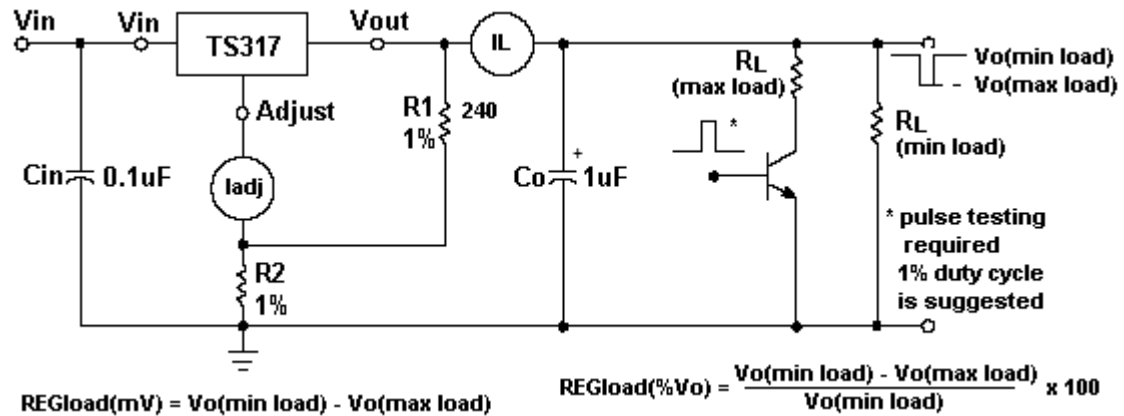 Vin
Vin
TS317
Vout
IL
RL
(max load)
Vo(min load)
Vo(max load)
Adjust
R1
1%
240
*
RL
(min load)
Cin
0.1uF
Iadj
Co
+
1uF
* pulse testing
required
1% duty cycle
is suggested
R2
1%
REGload(mV) = Vo(min load) - Vo(max load)
REGload(%Vo) = Vo(min load) - Vo(max load) x 100
Vo(min load)